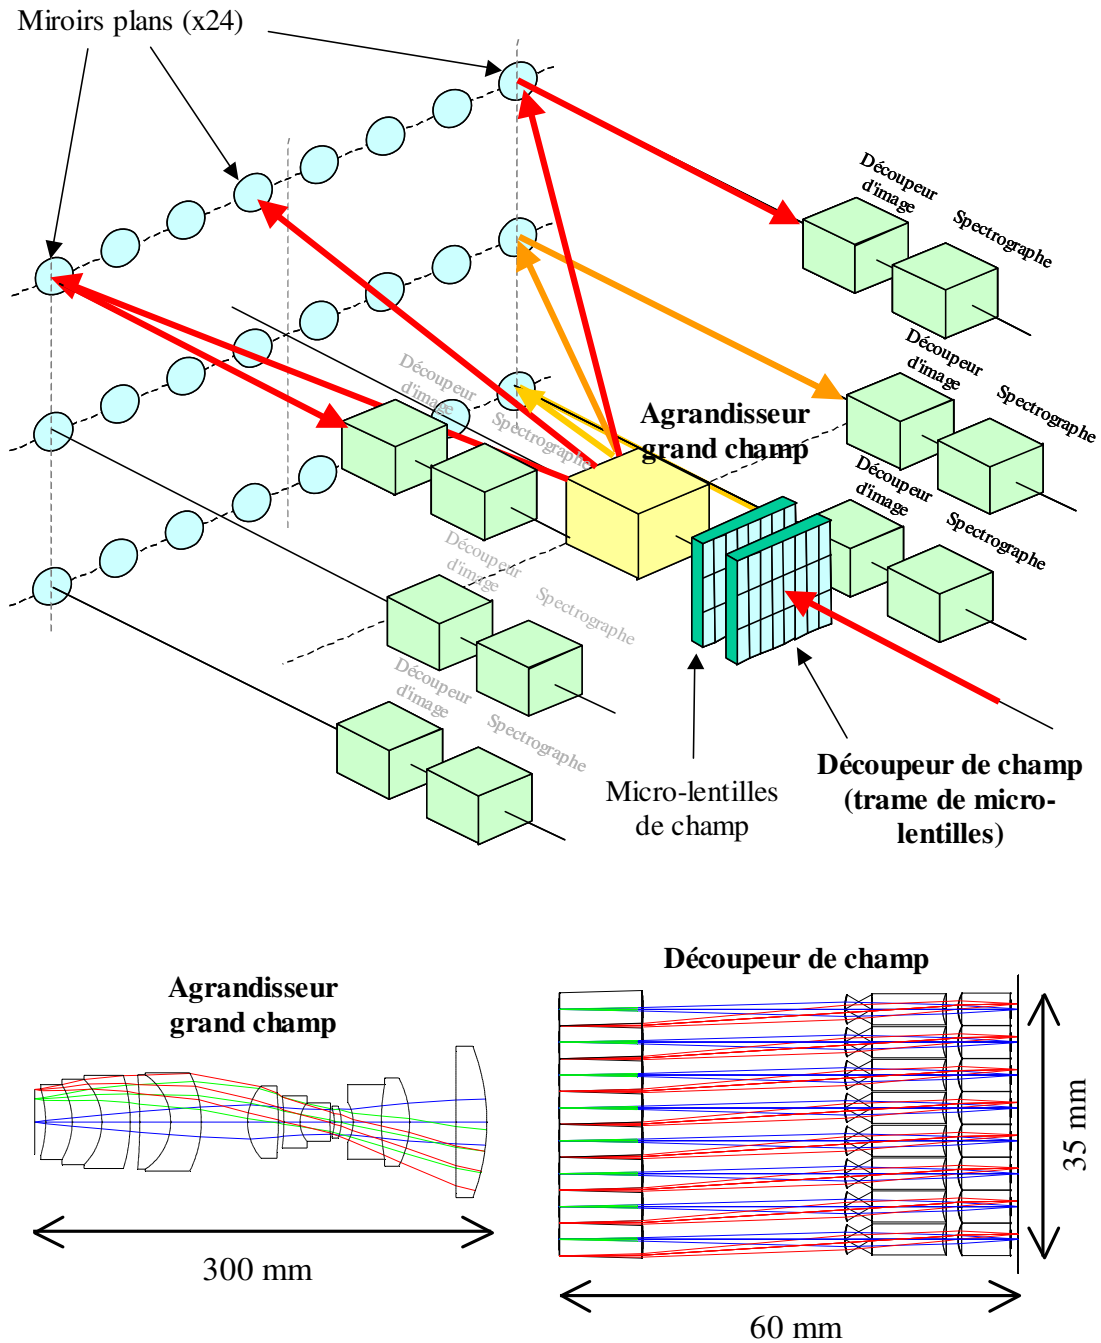 Miroirs plans (x24)
Découpeur
d'image
Spectrographe
Découpeur
d'image
Spectrographe
Découpeur
d'image
Spectrographe
Agrandisseur
grand champ
Découpeur
d'image
Spectrographe
Découpeur
d'image
Spectrographe
Découpeur
d'image
Spectrographe
Micro-lentilles
de champ
Découpeur de champ
(trame de micro-
lentilles)
Agrandisseur
grand champ
Découpeur de champ
35 mm
300 mm
60 mm